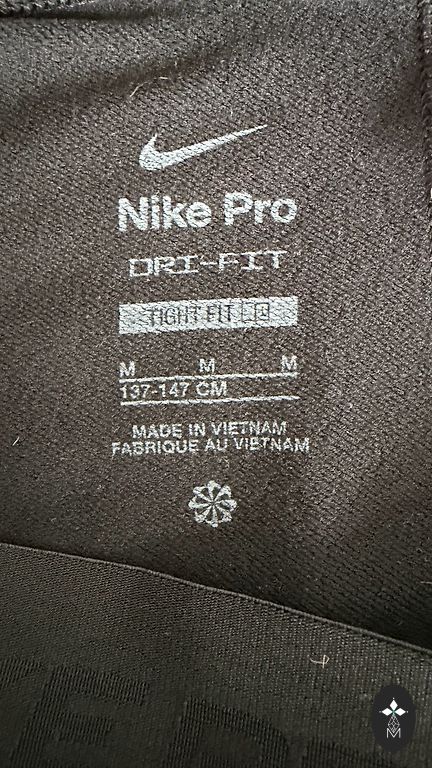 Nike Pro
DRI-FIT
TIGHT FIT
M M M
137-147 CM
MADE IN VIETNAM
FABRIQUE AU VIETNAM
M